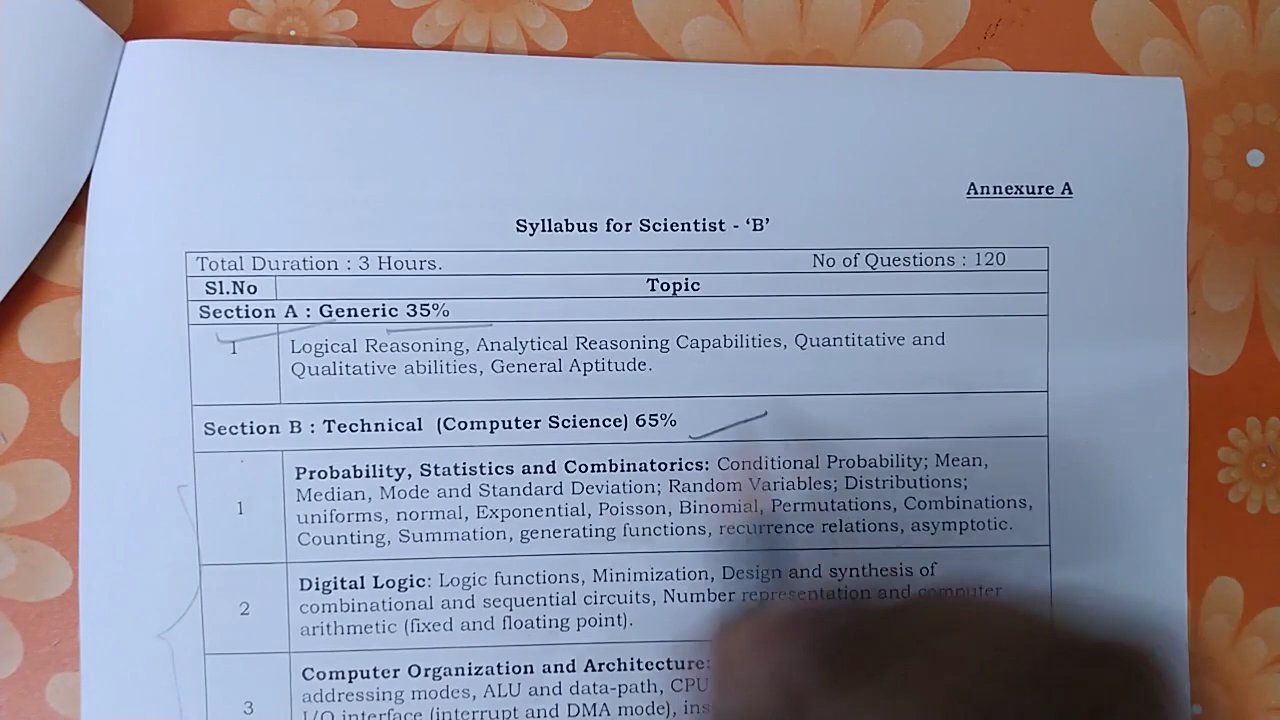 Annexure A
Syllabus for Scientist - ‘B’
Total Duration : 3 Hours. No of Questions : 120
Sl.No Topic
Section A : Generic 35%
1 Logical Reasoning, Analytical Reasoning Capabilities, Quantitative and
Qualitative abilities, General Aptitude.
Section B : Technical (Computer Science) 65%
Probability, Statistics and Combinatorics: Conditional Probability; Mean,
Median, Mode and Standard Deviation; Random Variables; Distributions;
1 uniforms, normal, Exponential, Poisson, Binomial, Permutations, Combinations,
Counting, Summation, generating functions, recurrence relations, asymptotic.
Digital Logic: Logic functions, Minimization, Design and synthesis of
2 combinational and sequential circuits, Number representation and computer
arithmetic (fixed and floating point).
Computer Organization and Architecture:
addressing modes, ALU and data-path, CPU
3 I/O interface (interrupt and DMA mode),